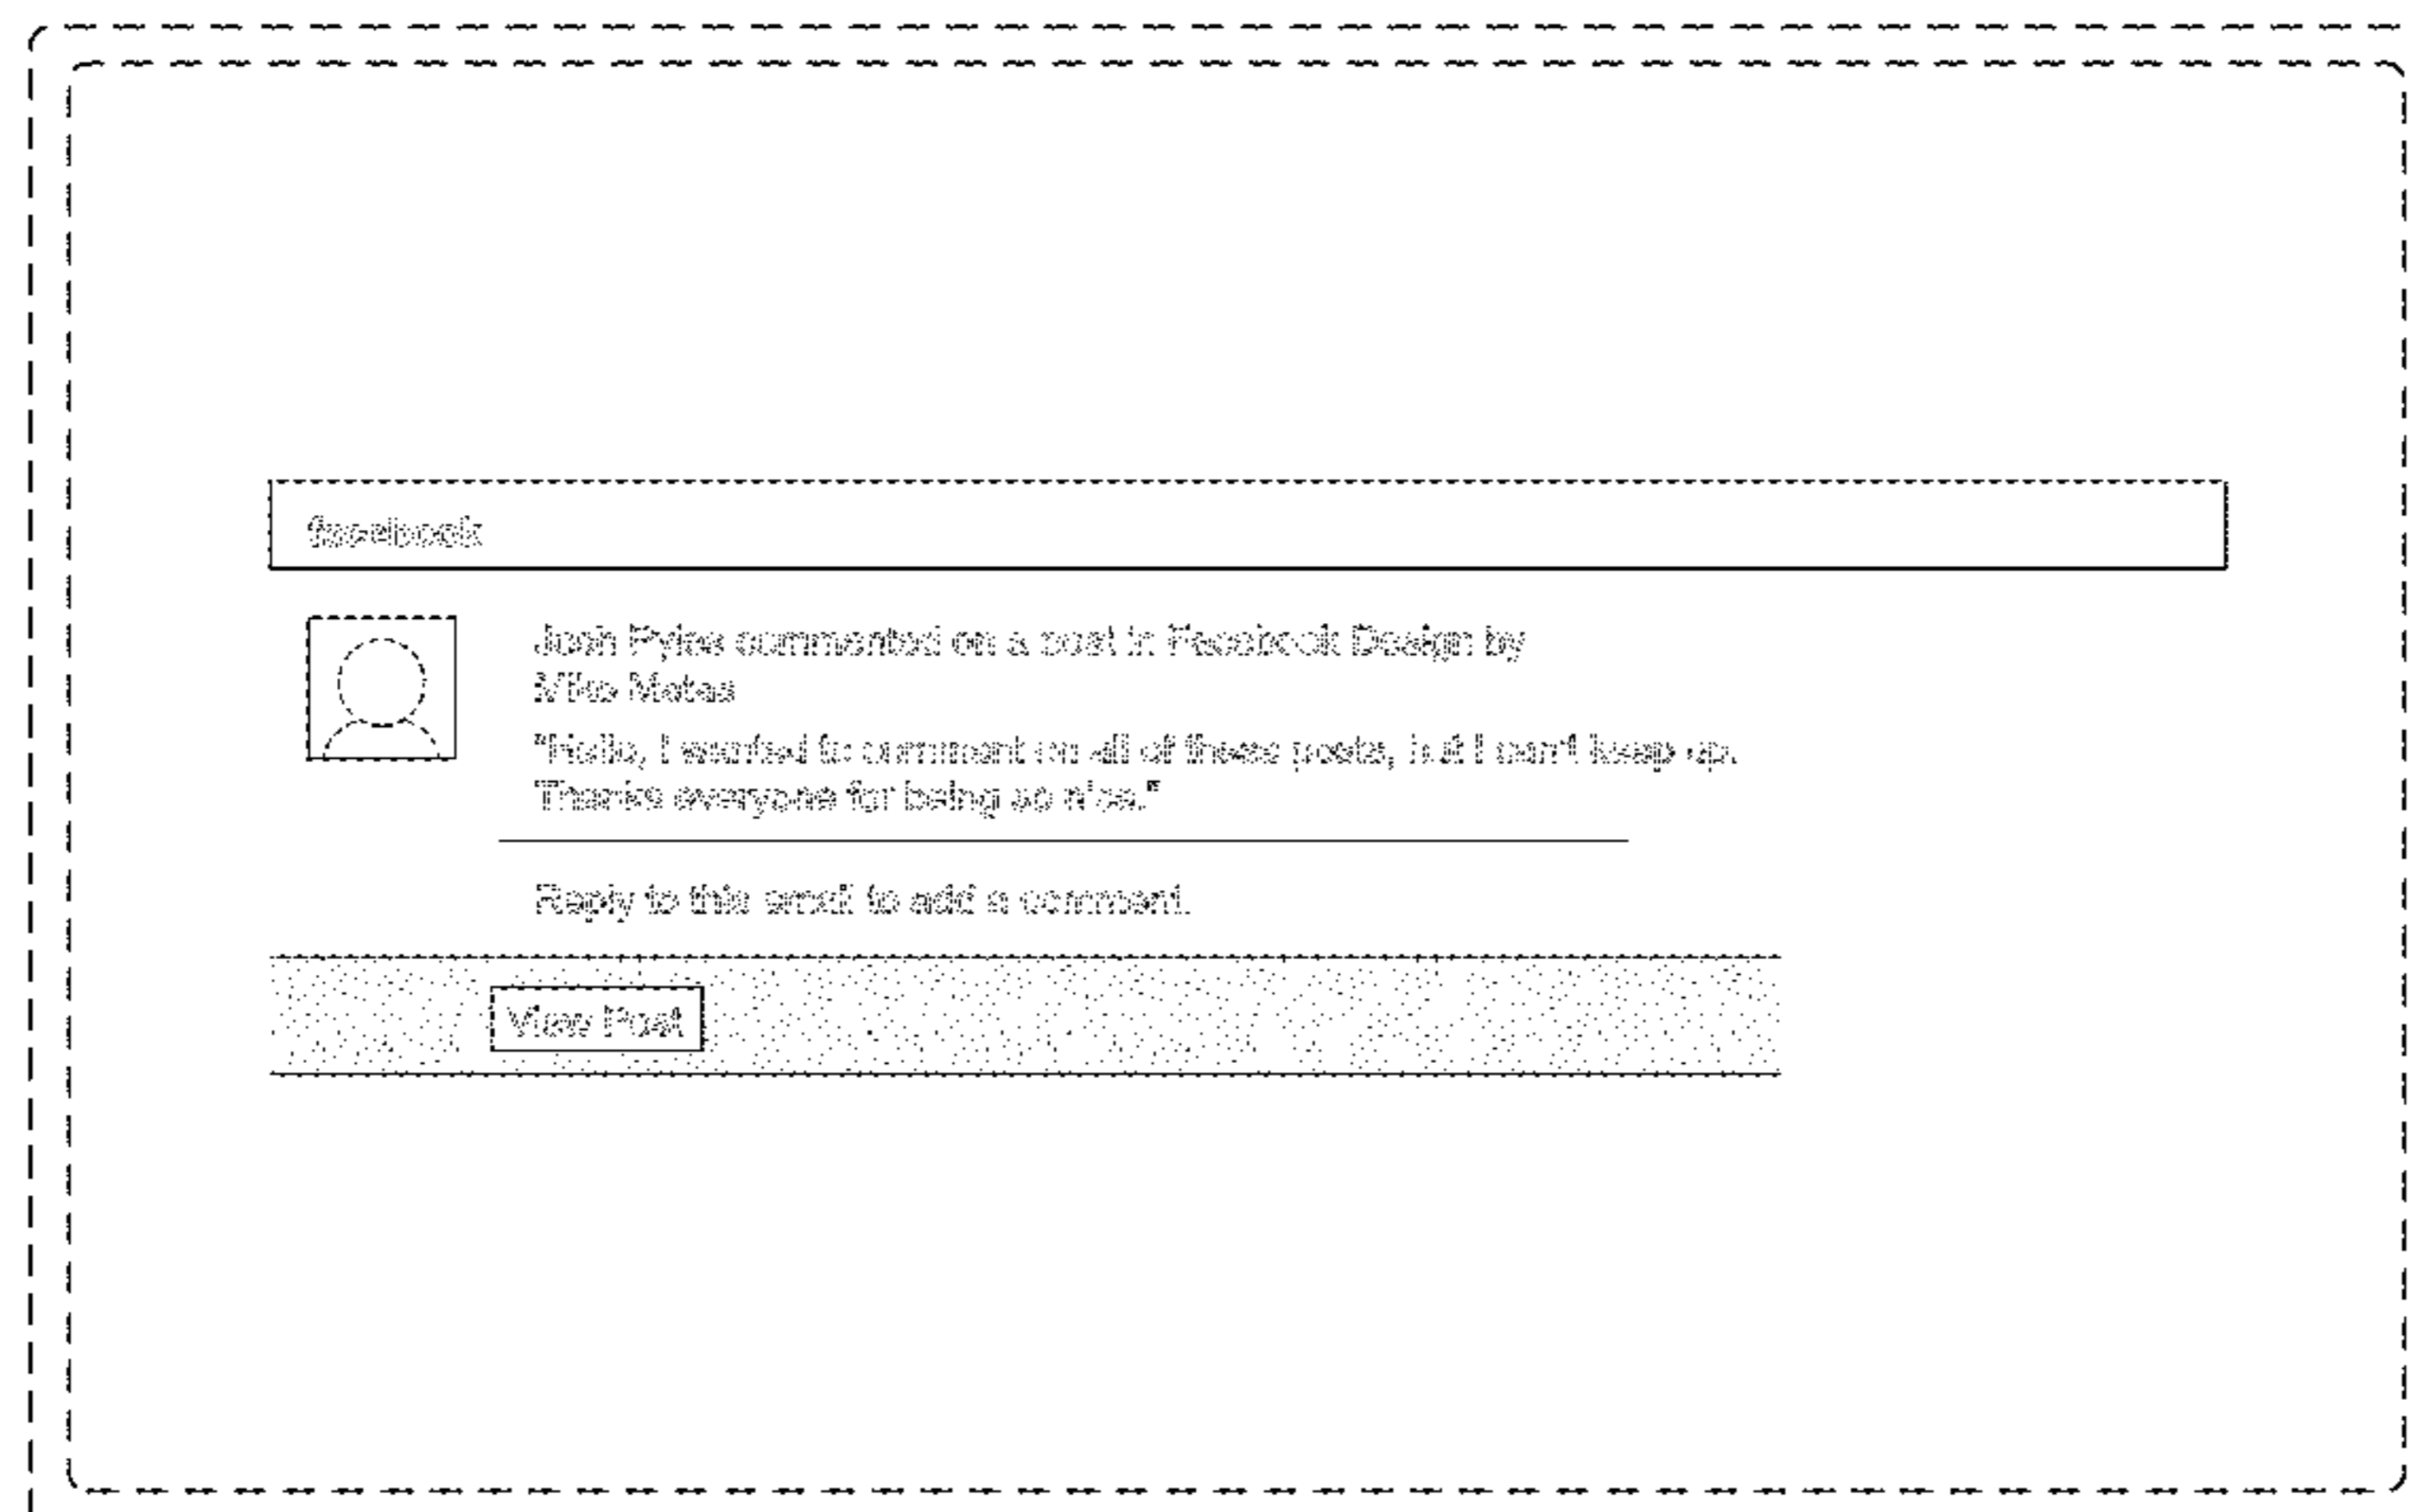 facebook
Josh Pyles commented on a post in Facebook Design by
Mike Matas
"Hello, I wanted to comment on all of these posts, but I can't keep up.
Thanks everyone for being so nice."
Reply to this email to add a comment.
View Post